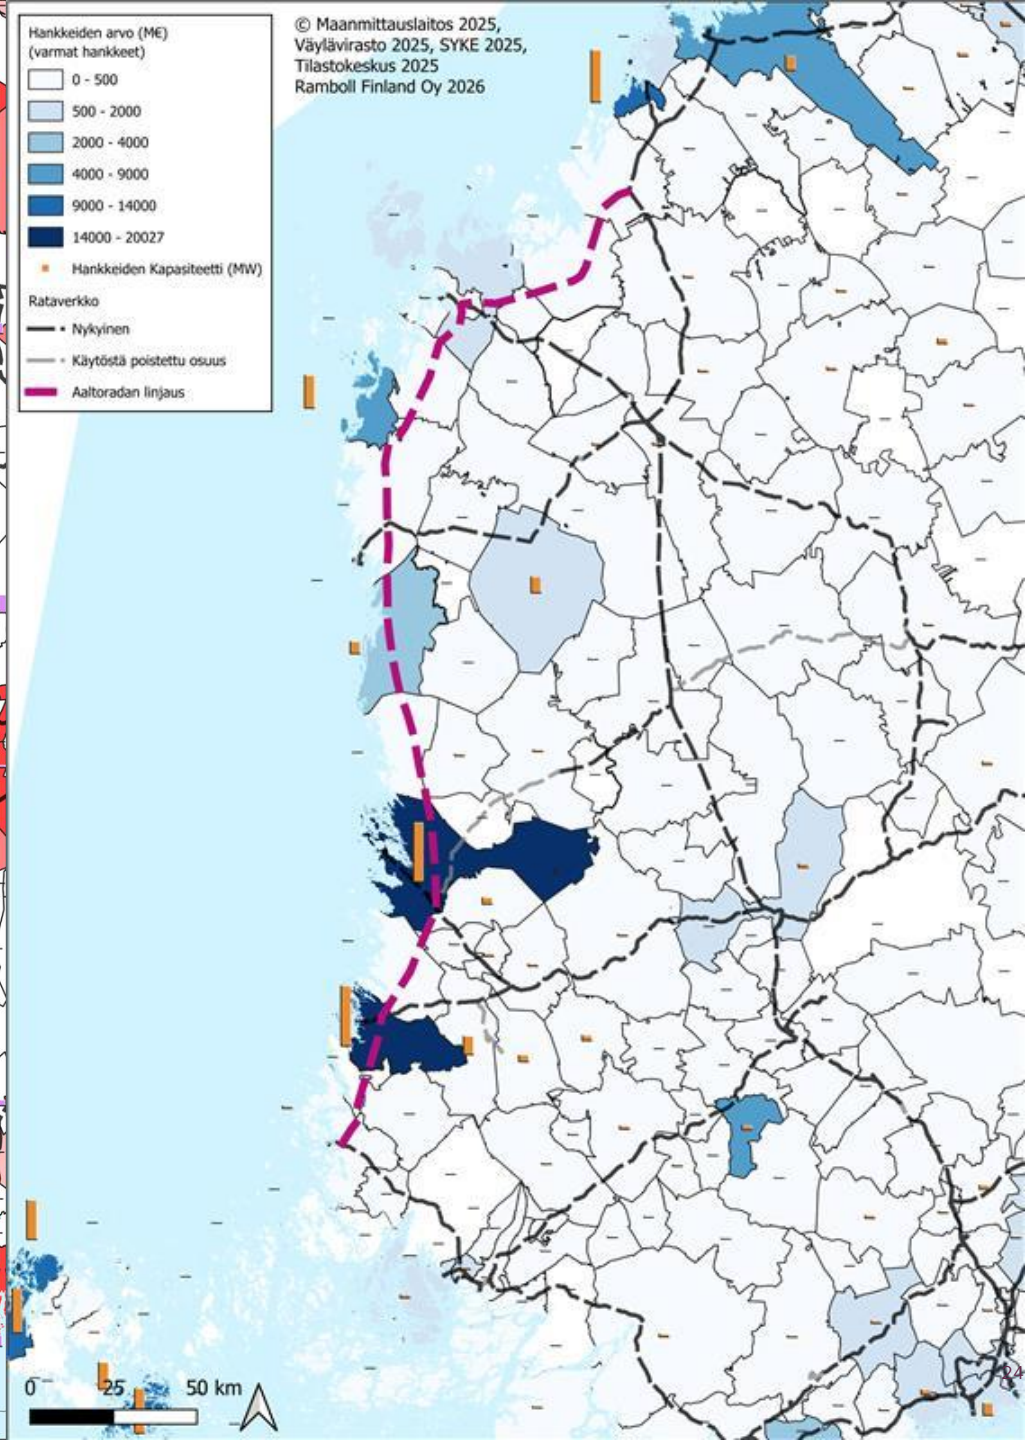 Hankkeiden arvo (M€)
(varmat hankkeet)
0 - 500
500 - 2000
2000 - 4000
4000 - 9000
9000 - 14000
14000 - 20027
Hankkeiden Kapasiteetti (MW)
Rataverkko
Nykyinen
Käytöstä poistettu osuus
Aaltoradan linjaus
© Maanmittauslaitos 2025,
Väylävirasto 2025, SYKE 2025,
Tilastokeskus 2025
Ramboll Finland Oy 2026
0 25 50 km
24